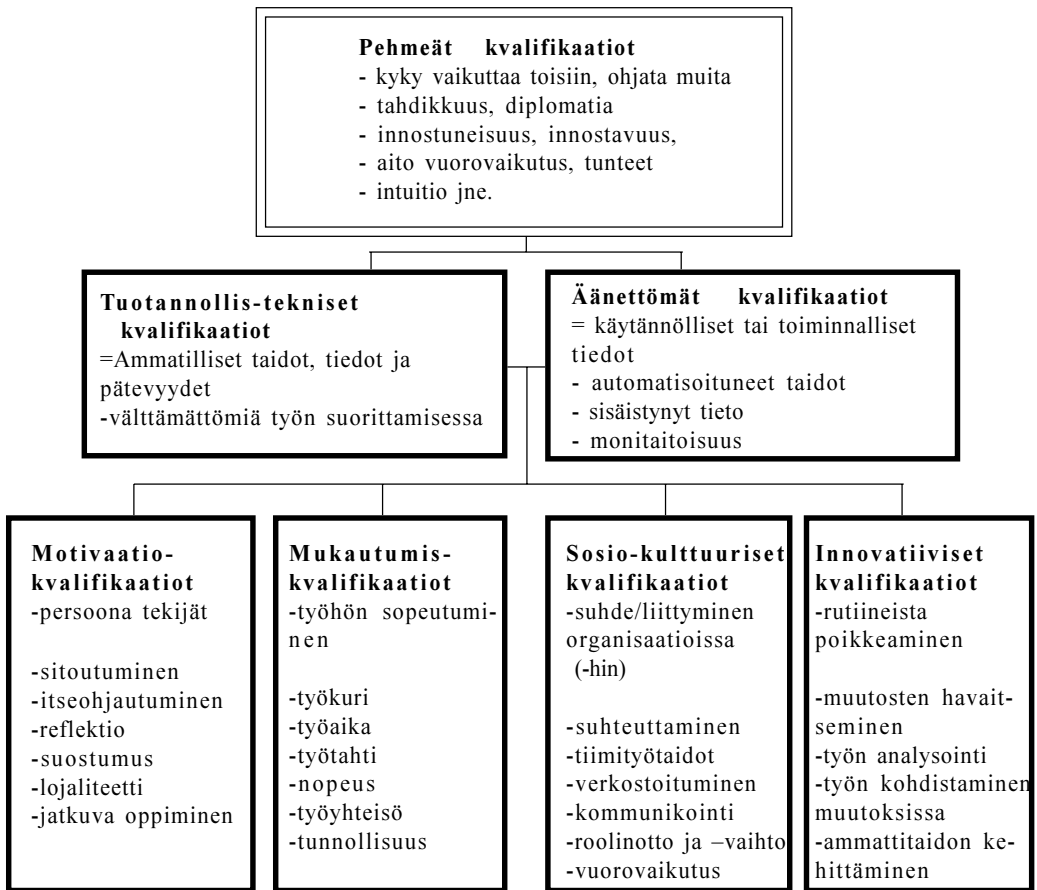 Pehmeät kvalifikaatiot
- kyky vaikuttaa toisiin, ohjata muita
- tahdikkuus, diplomatia
- innostuneisuus, innostavuus,
- aito vuorovaikutus, tunteet
- intuitio jne.
Tuotannollis-tekniset
kvalifikaatiot
=Ammatilliset taidot, tiedot ja
pätevyydet
-välttämättömiä työn suorittamisessa
Äänettömät kvalifikaatiot
= käytännölliset tai toiminnalliset
tiedot
- automatisoituneet taidot
- sisäistynyt tieto
- monitaitoisuus
Motivaatio-
kvalifikaatiot
-persoona tekijät
-sitoutuminen
-itseohjautuminen
-reflektio
-suostumus
-lojaliteetti
-jatkuva oppiminen
Mukautumis-
kvalifikaatiot
-työhön sopeutumi-
nen
-työkuri
-työaika
-työtahti
-nopeus
-työyhteisö
-tunnollisuus
Sosio-kulttuuriset
kvalifikaatiot
-suhde/liittyminen
organisaatioissa
(-hin)
-suhteuttaminen
-tiimityötaidot
-verkostoituminen
-kommunikointi
-roolinotto ja –vaihto
-vuorovaikutus
Innovatiiviset
kvalifikaatiot
-rutiineista
poikkeaminen
-muutosten havait-
seminen
-työn analysointi
-työn kohdistaminen
muutoksissa
-ammattitaidon ke-
hittäminen